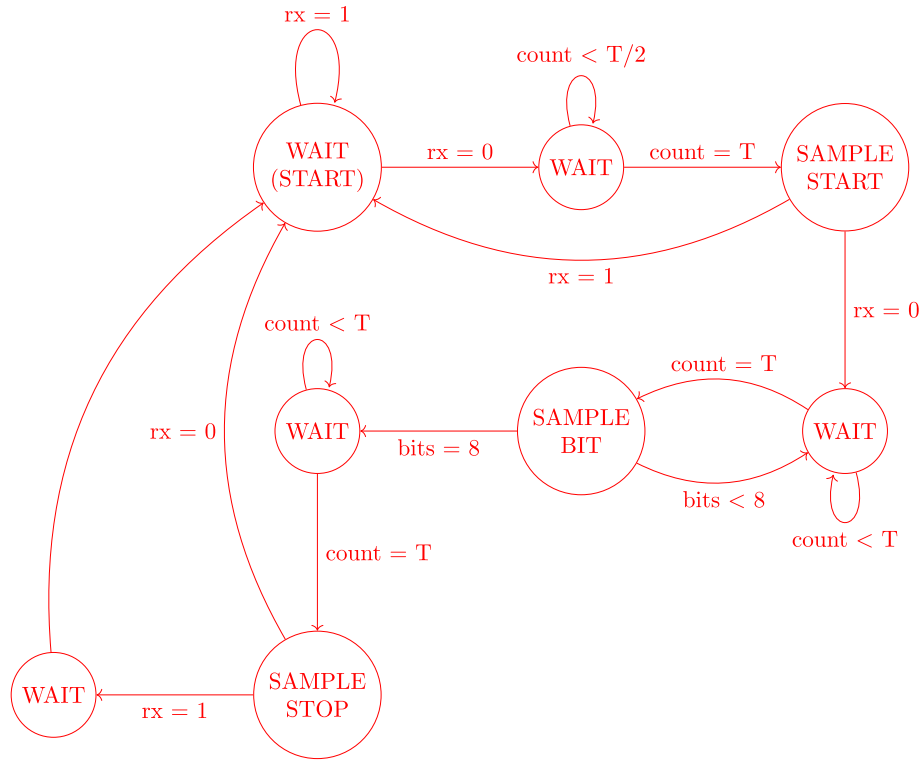 rx = 1
count < T/2
WAIT
(START)
rx = 0
WAIT
count = T
SAMPLE
START
rx = 1
rx = 0
count < T
count = T
WAIT
bits = 8
SAMPLE
BIT
WAIT
rx = 0
bits < 8
count < T
count = T
WAIT
rx = 1
SAMPLE
STOP